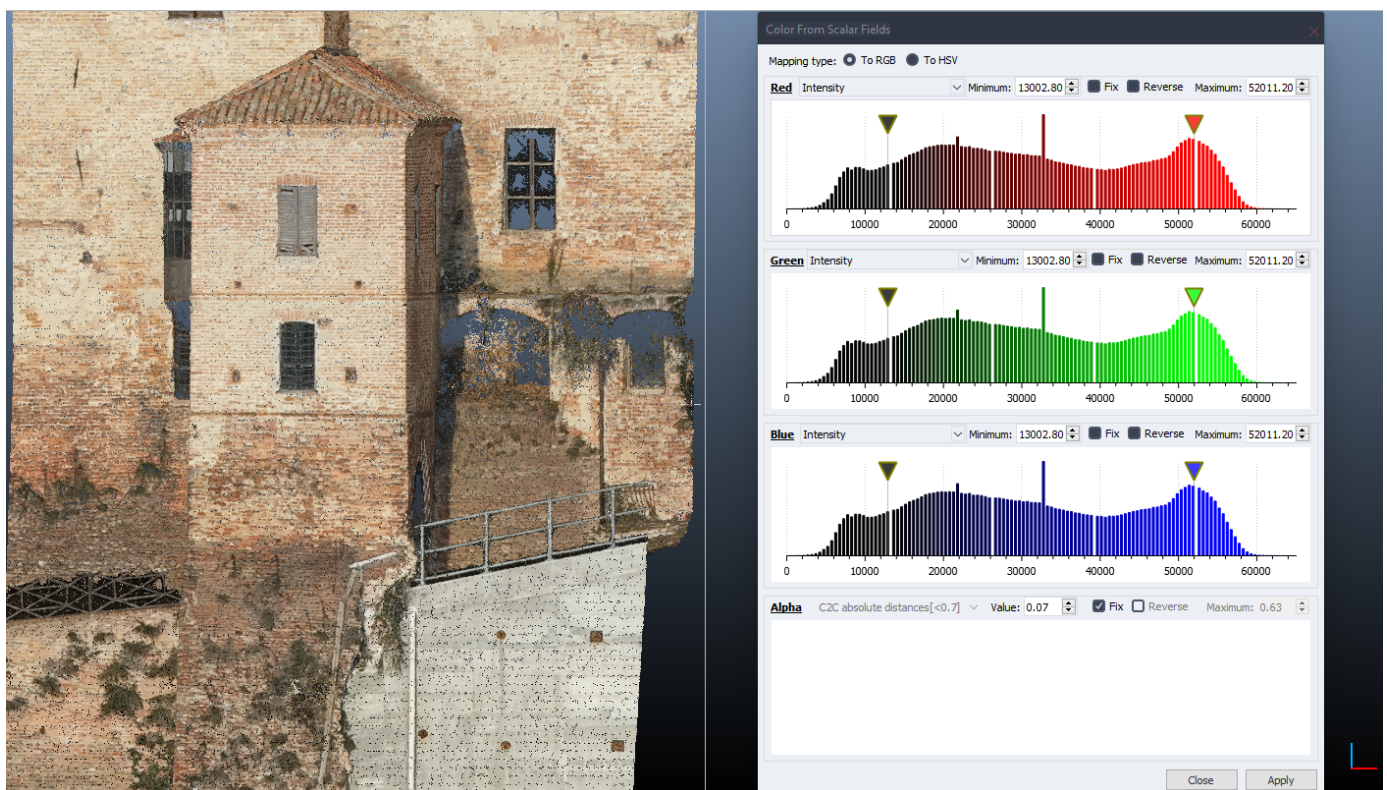 Color From Scalar Fields
Mapping type: To RGB To HSV
Red Intensity Minimum: 13002.80 Fix Reverse Maximum: 52011.20
0 10000 20000 30000 40000 50000 60000
Green Intensity Minimum: 13002.80 Fix Reverse Maximum: 52011.20
0 10000 20000 30000 40000 50000 60000
Blue Intensity Minimum: 13002.80 Fix Reverse Maximum: 52011.20
0 10000 20000 30000 40000 50000 60000
Alpha C2C absolute distances[<0.7] Value: 0.07 Fix Reverse Maximum: 0.63
Close Apply